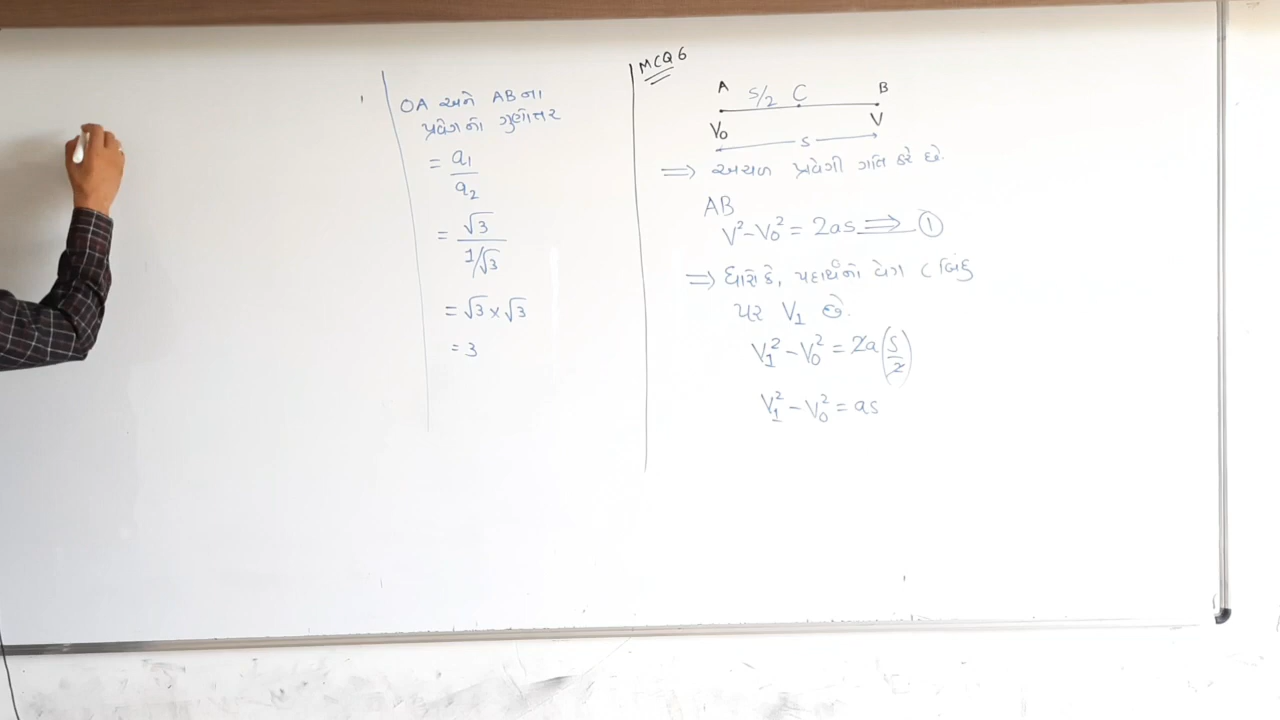 OA અને AB ના
પ્રવેગનો ગુણોત્તર
= a₁/a₂
= √3/(1/√3)
= √3 × √3
= 3
MCQ 6
A S/2 C B
V₀ V
S
⟹ અચળ પ્રવેગી ગતિ કરે છે.
AB
V² - V₀² = 2as ⟹ ①
⟹ ધારો કે, પદાર્થનો વેગ C બિંદુ
પર V₁ છે.
V₁² - V₀² = 2a(S/2)
V₁² - V₀² = as